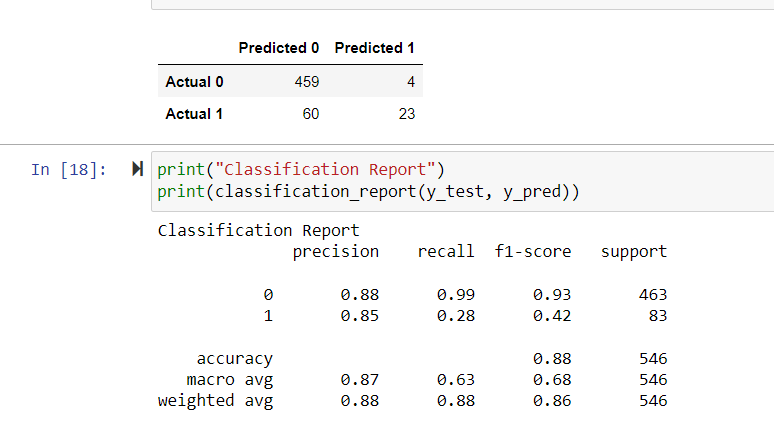 Predicted 0 Predicted 1
Actual 0 459 4
Actual 1 60 23
In [18]: print("Classification Report")
print(classification_report(y_test, y_pred))
Classification Report
precision recall f1-score support
0 0.88 0.99 0.93 463
1 0.85 0.28 0.42 83
accuracy 0.88 546
macro avg 0.87 0.63 0.68 546
weighted avg 0.88 0.88 0.86 546